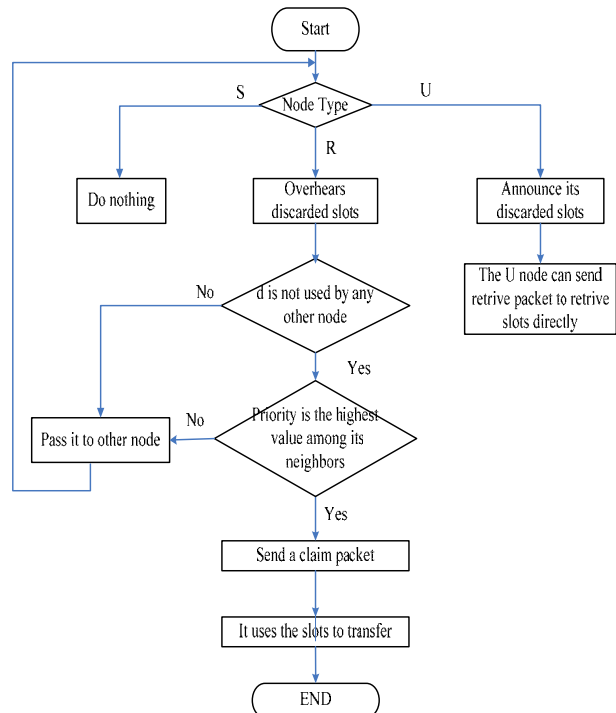 Start
Node Type
S
U
R
Do nothing
Overhears
discarded slots
Announce its
discarded slots
The U node can send
retrive packet to retrive
slots directly
d is not used by any
other node
No
Yes
Priority is the highest
value among its
neighbors
No
Pass it to other node
Yes
Send a claim packet
It uses the slots to transfer
END